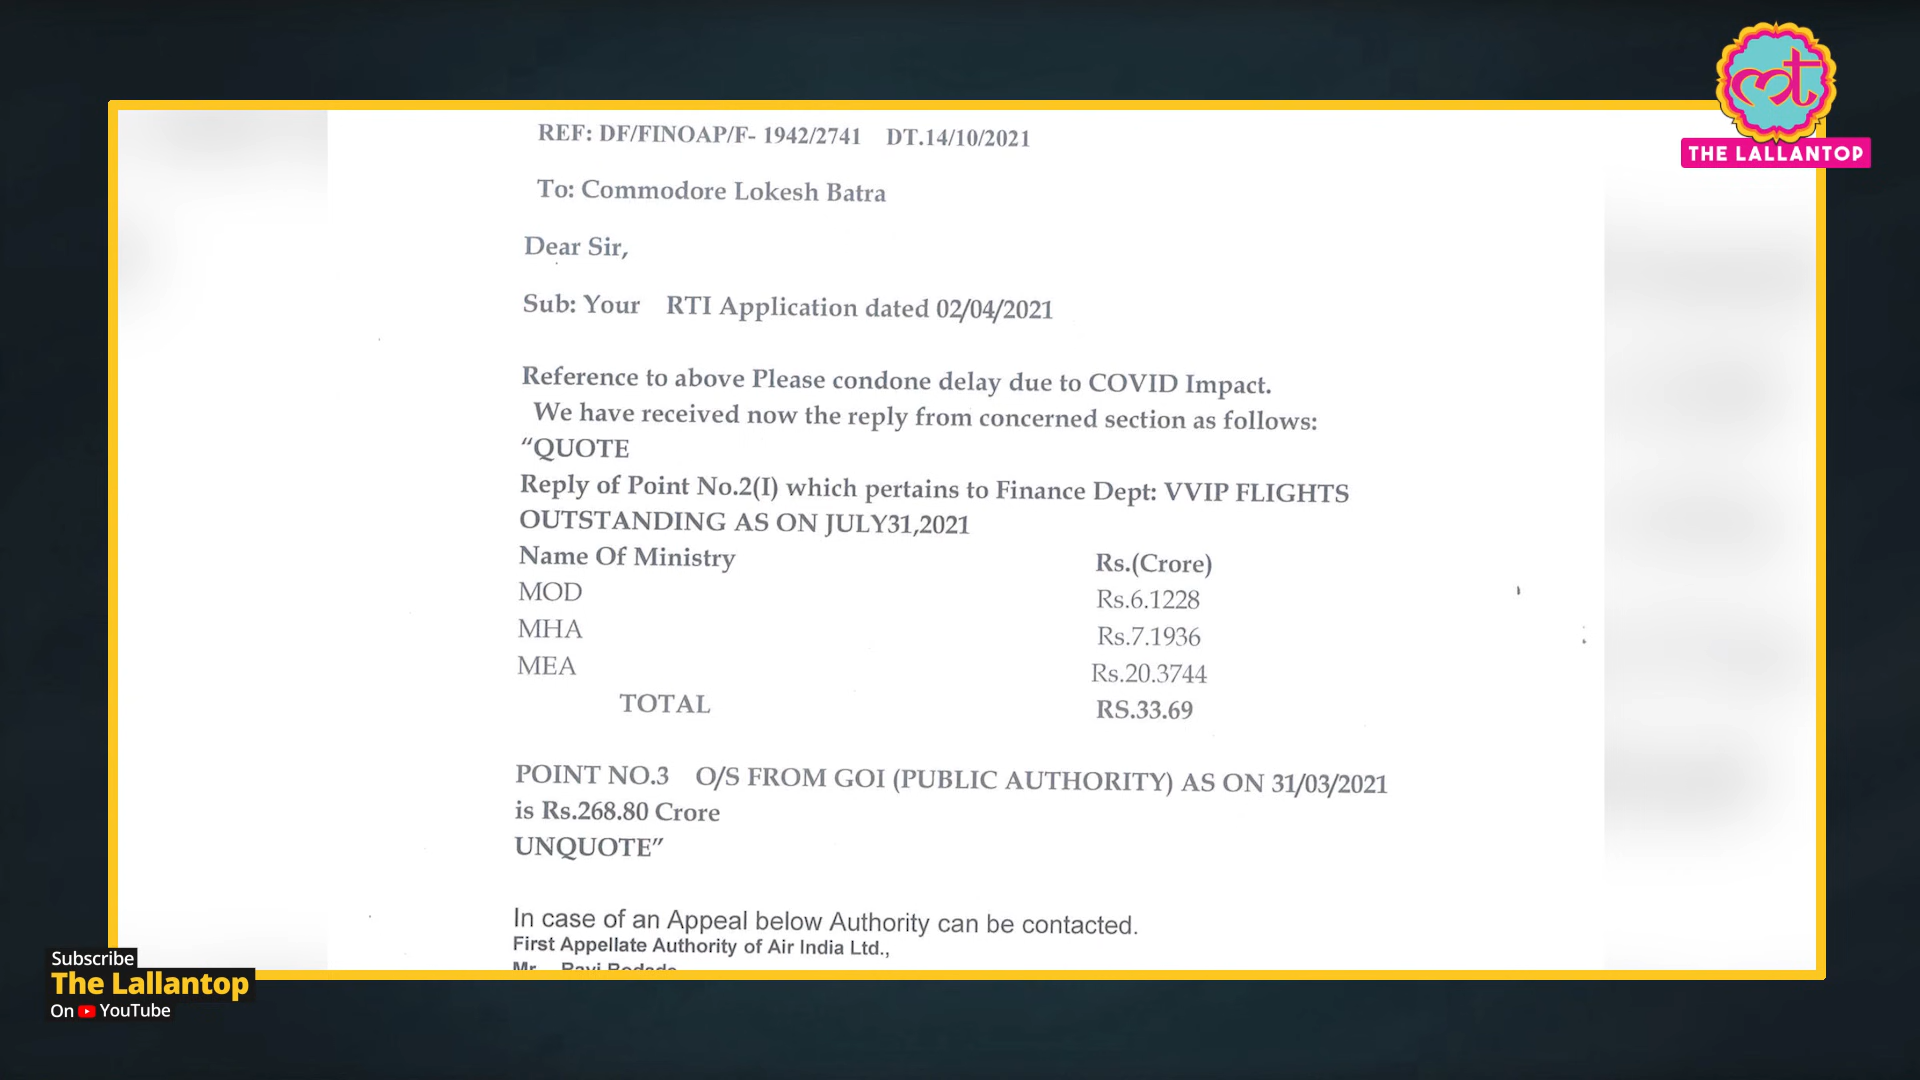 REF: DF/FINOAP/F- 1942/2741 DT.14/10/2021
To: Commodore Lokesh Batra
Dear Sir,
Sub: Your RTI Application dated 02/04/2021
Reference to above Please condone delay due to COVID Impact.
We have received now the reply from concerned section as follows:
“QUOTE
Reply of Point No.2(I) which pertains to Finance Dept: VVIP FLIGHTS
OUTSTANDING AS ON JULY31,2021
Name Of Ministry Rs.(Crore)
MOD Rs.6.1228
MHA Rs.7.1936
MEA Rs.20.3744
TOTAL RS.33.69
POINT NO.3 O/S FROM GOI (PUBLIC AUTHORITY) AS ON 31/03/2021
is Rs.268.80 Crore
UNQUOTE”
In case of an Appeal below Authority can be contacted.
First Appellate Authority of Air India Ltd.,
Mr. Ravi
THE LALLANTOP
Subscribe
The Lallantop
On YouTube